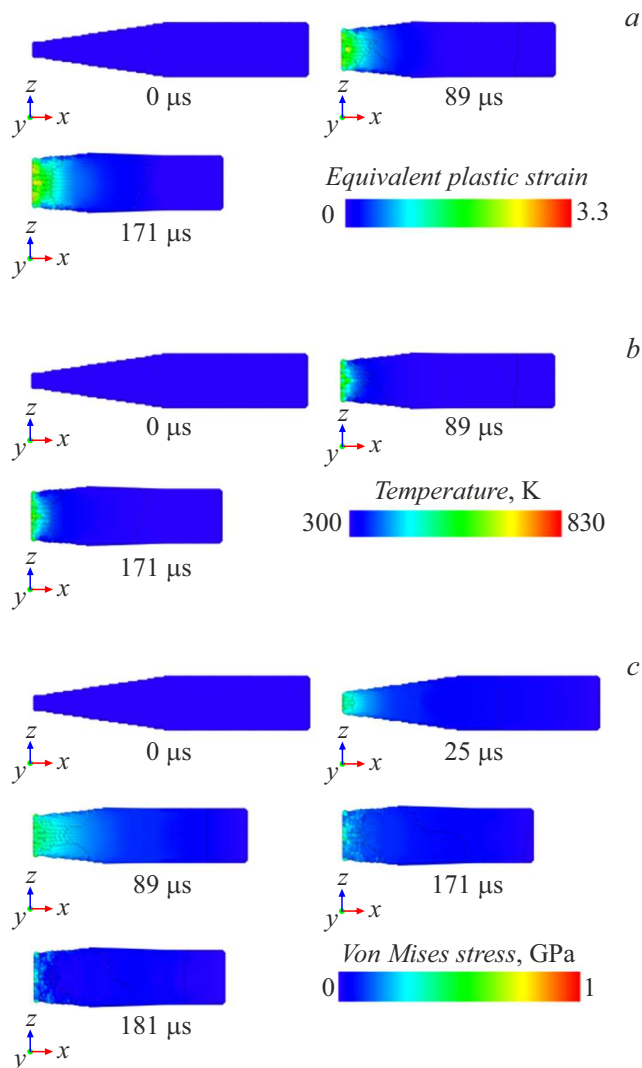 a
z
y x
0 μs
z
y x
89 μs
z
y x
171 μs
Equivalent plastic strain
0 3.3
b
z
y x
0 μs
z
y x
89 μs
z
y x
171 μs
Temperature, K
300 830
c
z
y x
0 μs
z
y x
25 μs
z
y x
89 μs
z
y x
171 μs
z
y x
181 μs
Von Mises stress, GPa
0 1